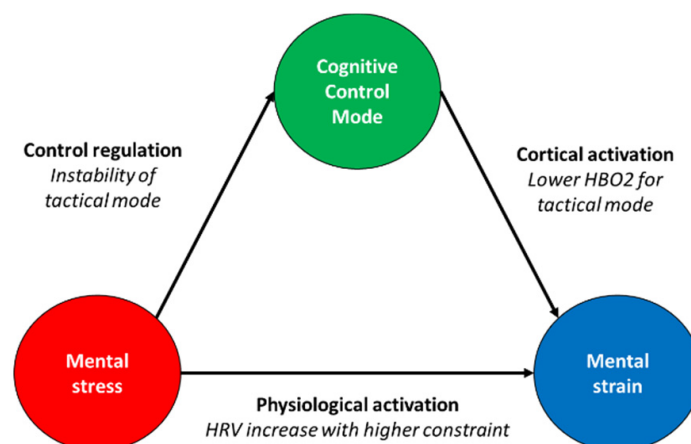 Cognitive
Control
Mode
Control regulation
Instability of
tactical mode
Cortical activation
Lower HBO2 for
tactical mode
Mental
stress
Mental
strain
Physiological activation
HRV increase with higher constraint